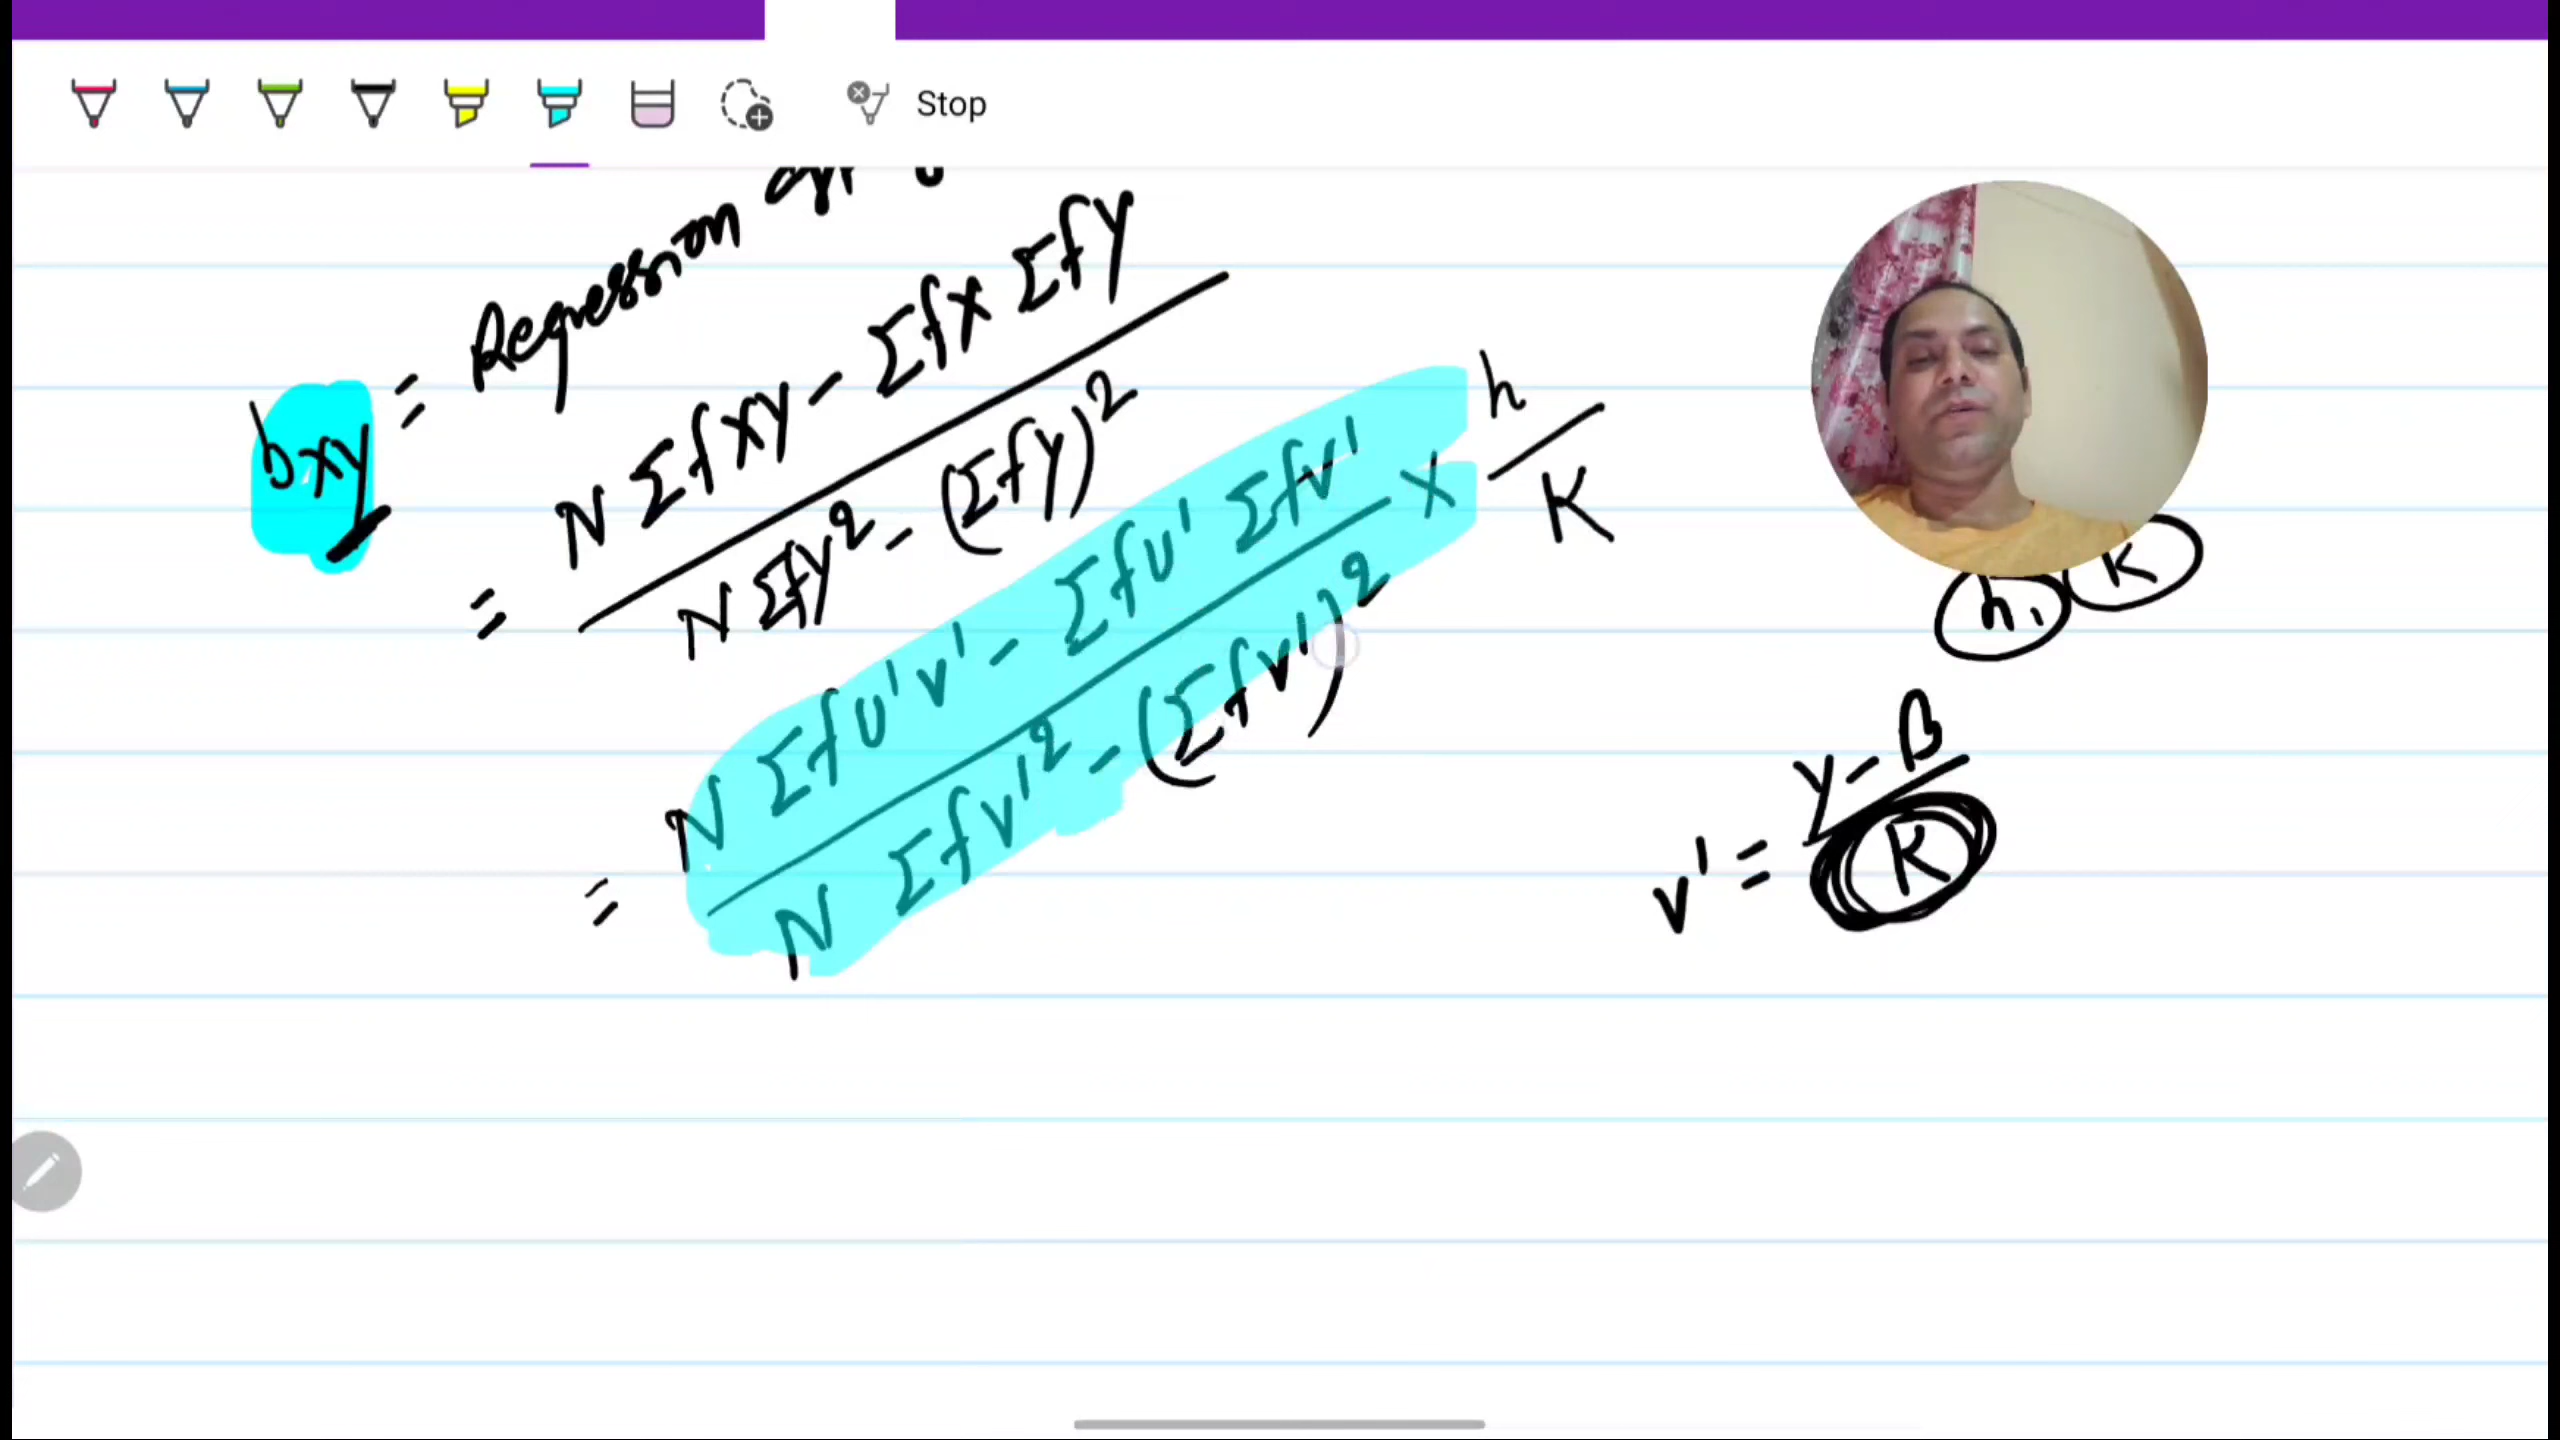 Stop
bxy = Regression
= N Σfxy - Σfx Σfy / N Σfy² - (Σfy)²
= N Σfu'v' - Σfu' Σfv' / N Σfv'² - (Σfv')² × h / K
h, K
v' = y - β / K